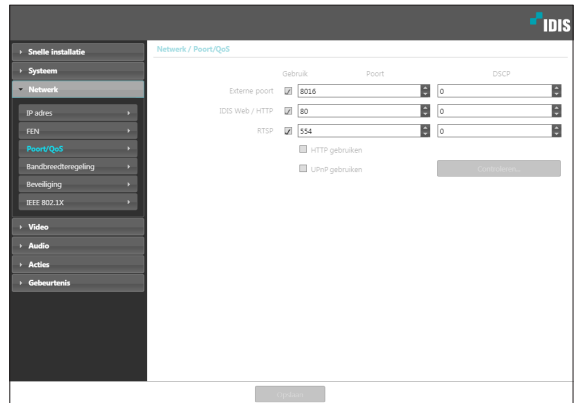 IDIS
Snelle installatie
Systeem
Netwerk
IP adres
FEN
Poort/QoS
Bandbreedteregeling
Beveiliging
IEEE 802.1X
Video
Audio
Acties
Gebeurtenis
Netwerk / Poort/QoS
Gebruik Poort DSCP
Externe poort 8016 0
IDIS Web / HTTP 80 0
RTSP 554 0
HTTP gebruiken
UPnP gebruiken